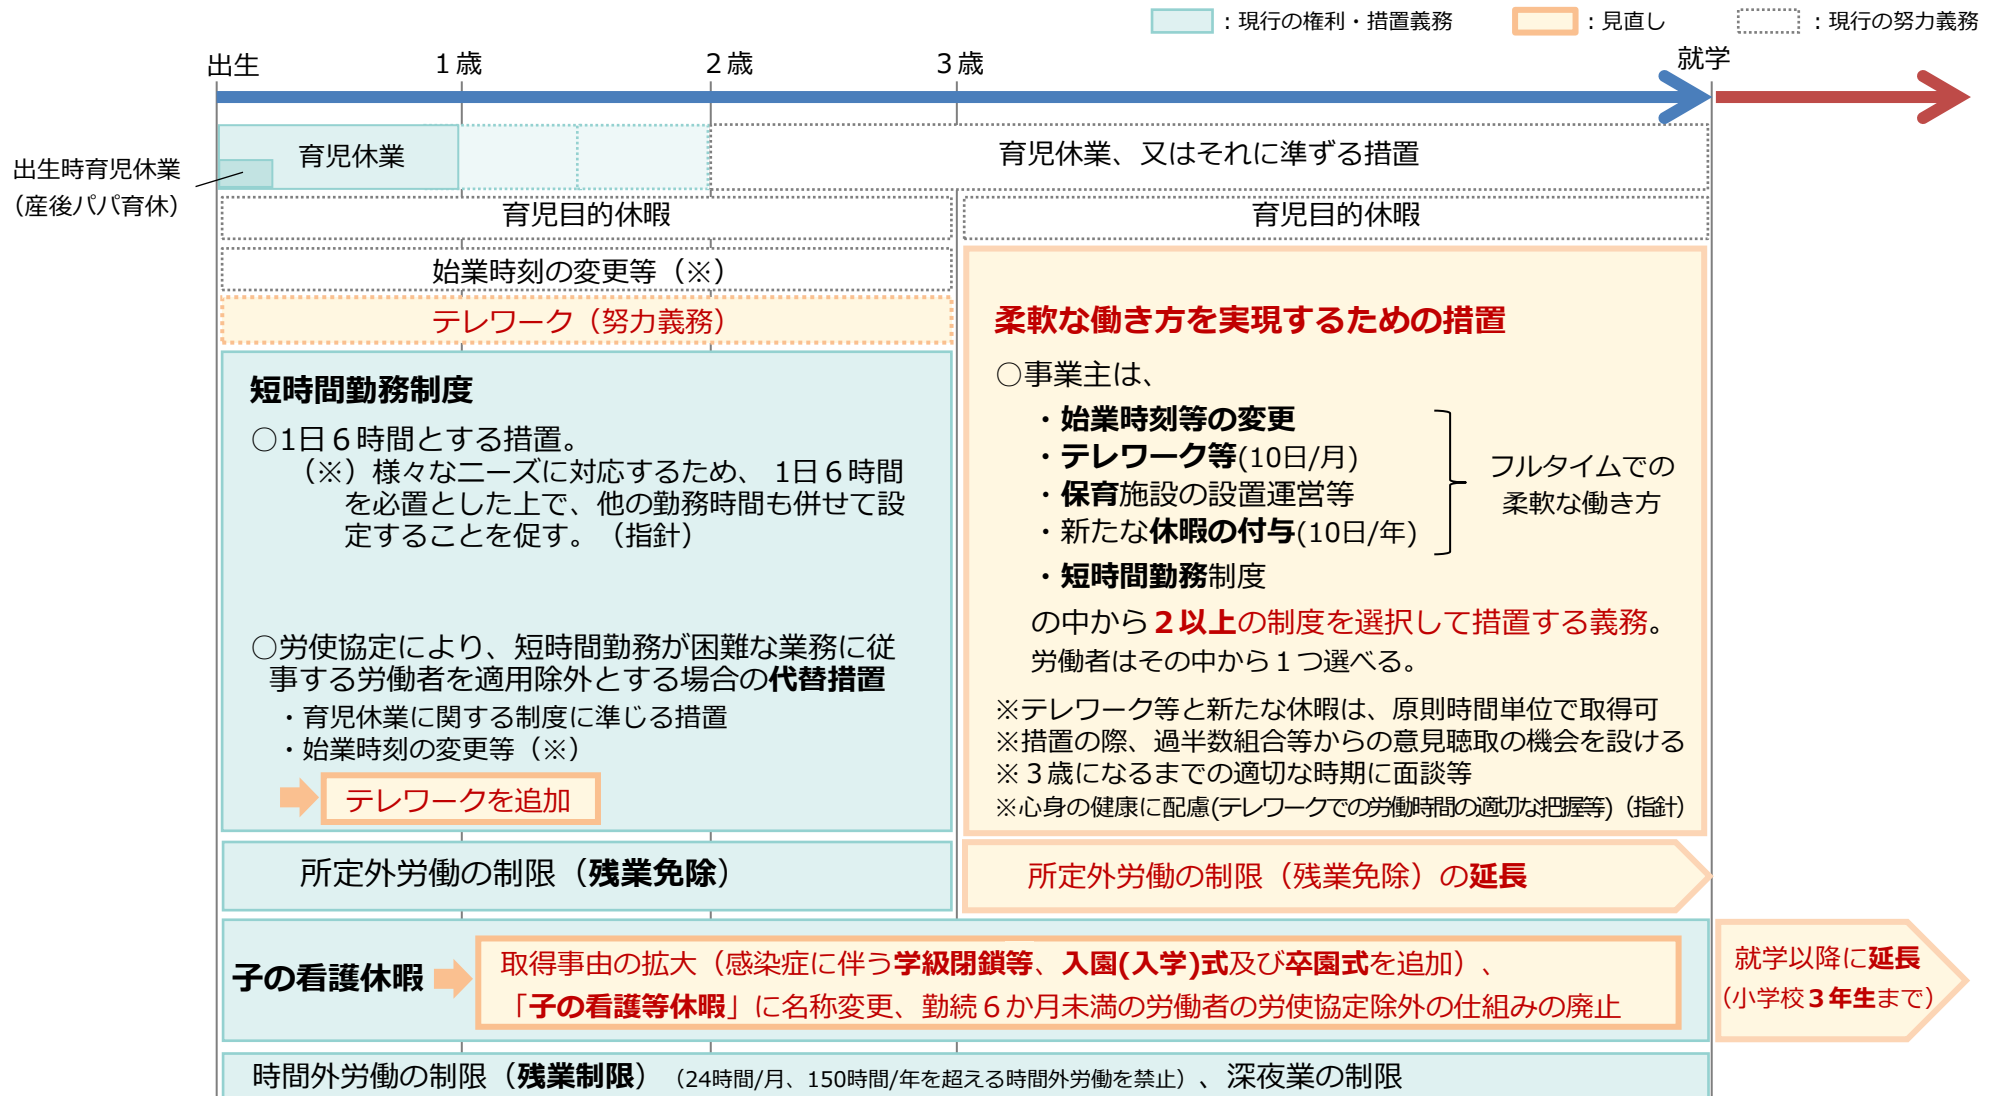 ：現行の権利・措置義務
：見直し
：現行の努力義務
出生
１歳
２歳
３歳
就学
出生時育児休業
（産後パパ育休）
育児休業
育児休業、又はそれに準ずる措置
育児目的休暇
育児目的休暇
始業時刻の変更等（※）
テレワーク（努力義務）
短時間勤務制度
○1日６時間とする措置。
（※）様々なニーズに対応するため、 1日６時間
を必置とした上で、他の勤務時間も併せて設
定することを促す。（指針）
○労使協定により、短時間勤務が困難な業務に従
事する労働者を適用除外とする場合の代替措置
・育児休業に関する制度に準じる措置
・始業時刻の変更等（※）
テレワークを追加
柔軟な働き方を実現するための措置
○事業主は、
・始業時刻等の変更
・テレワーク等(10日/月)
・保育施設の設置運営等
・新たな休暇の付与(10日/年)
・短時間勤務制度
フルタイムでの
柔軟な働き方
の中から２以上の制度を選択して措置する義務。
労働者はその中から１つ選べる。
※テレワーク等と新たな休暇は、原則時間単位で取得可
※措置の際、過半数組合等からの意見聴取の機会を設ける
※３歳になるまでの適切な時期に面談等
※心身の健康に配慮(テレワークでの労働時間の適切な把握等)（指針）
所定外労働の制限（残業免除）
所定外労働の制限（残業免除）の延長
子の看護休暇
取得事由の拡大（感染症に伴う学級閉鎖等、入園(入学)式及び卒園式を追加）、
「子の看護等休暇」に名称変更、勤続６か月未満の労働者の労使協定除外の仕組みの廃止
就学以降に延長
（小学校３年生まで）
時間外労働の制限（残業制限）（24時間/月、150時間/年を超える時間外労働を禁止）、深夜業の制限